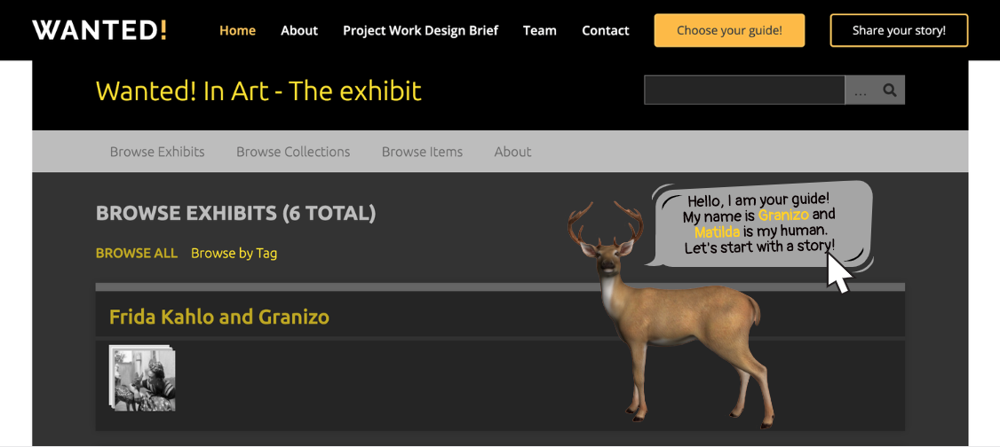 WANTED!
Home About Project Work Design Brief Team Contact Choose your guide! Share your story!
Wanted! In Art - The exhibit
...
Browse Exhibits Browse Collections Browse Items About
BROWSE EXHIBITS (6 TOTAL)
BROWSE ALL Browse by Tag
Hello, I am your guide!
My name is Granizo and
Matilda is my human.
Let's start with a story!
Frida Kahlo and Granizo